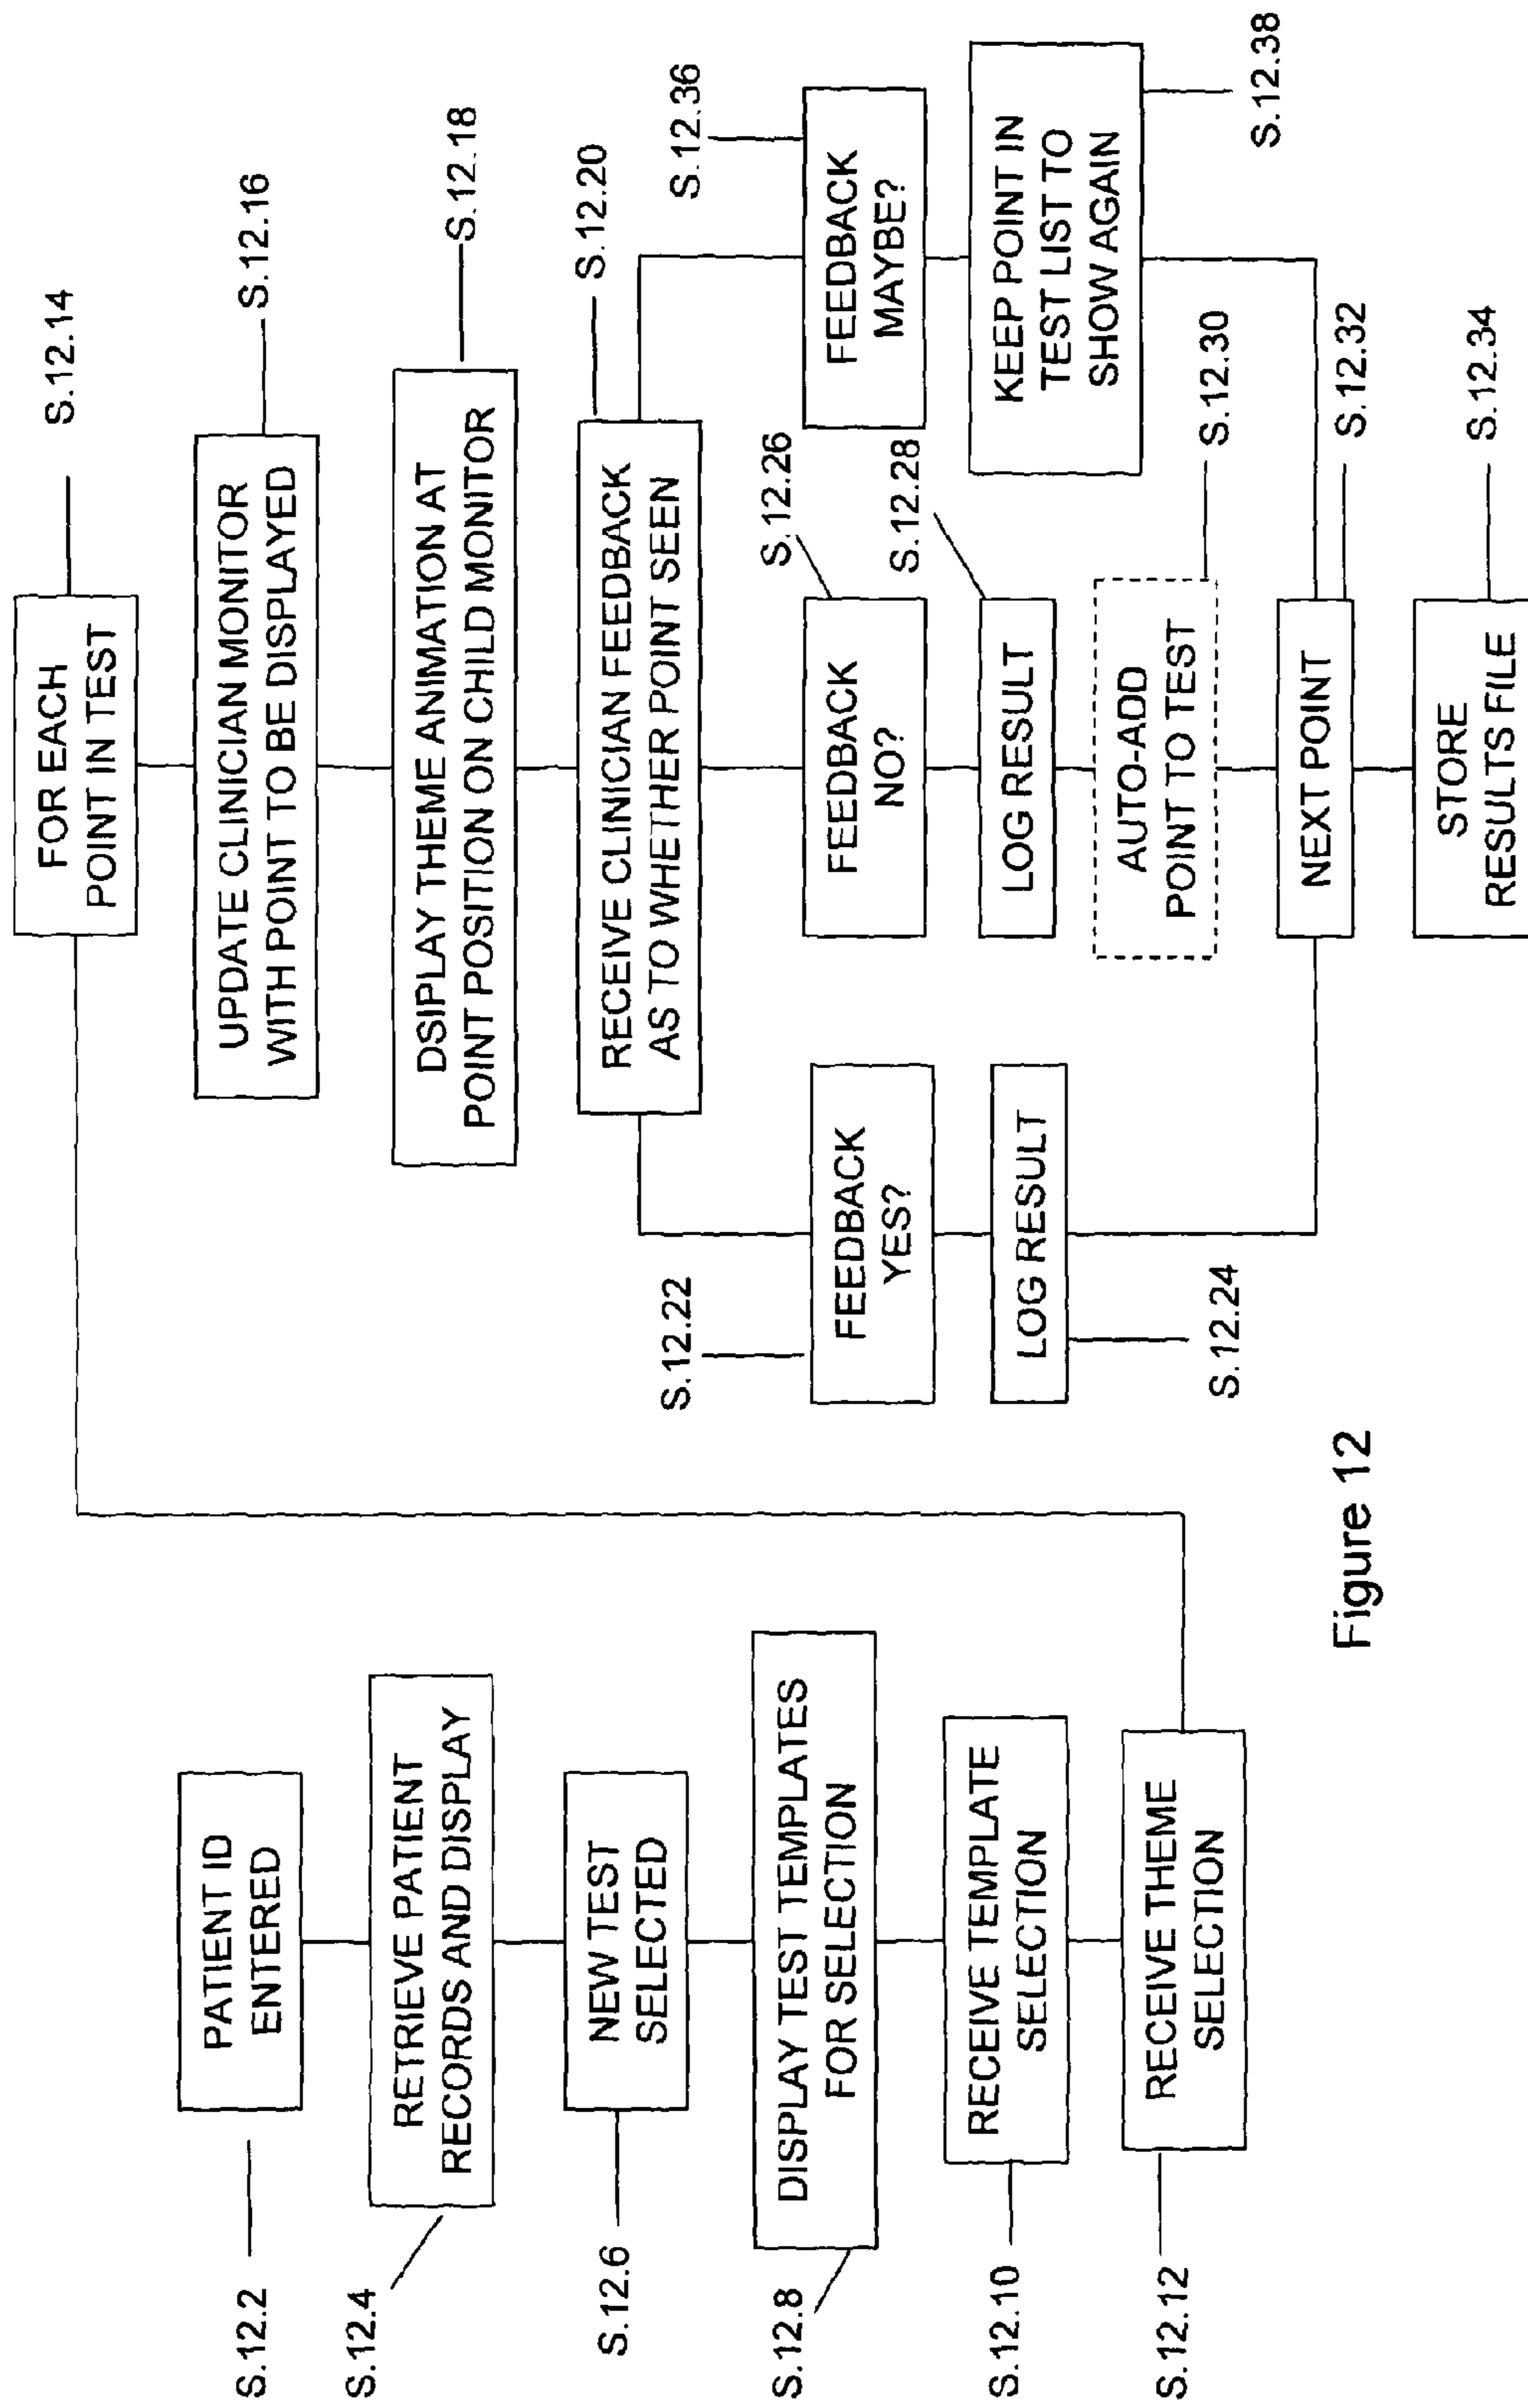 S.12.2
PATIENT ID
ENTERED
S.12.4
RETRIEVE PATIENT
RECORDS AND DISPLAY
S.12.6
NEW TEST
SELECTED
S.12.8
DISPLAY TEST TEMPLATES
FOR SELECTION
S.12.10
RECEIVE TEMPLATE
SELECTION
S.12.12
RECEIVE THEME
SELECTION
S.12.14
FOR EACH
POINT IN TEST
S.12.16
UPDATE CLINICIAN MONITOR
WITH POINT TO BE DISPLAYED
S.12.18
DSIPLAY THEME ANIMATION AT
POINT POSITION ON CHILD MONITOR
S.12.20
RECEIVE CLINICIAN FEEDBACK
AS TO WHETHER POINT SEEN
S.12.22
FEEDBACK
YES?
LOG RESULT
S.12.24
S.12.26
FEEDBACK
NO?
S.12.28
LOG RESULT
AUTO-ADD
POINT TO TEST
S.12.30
S.12.36
FEEDBACK
MAYBE?
KEEP POINT IN
TEST LIST TO
SHOW AGAIN
S.12.38
NEXT POINT
S.12.32
STORE
RESULTS FILE
S.12.34
Figure 12